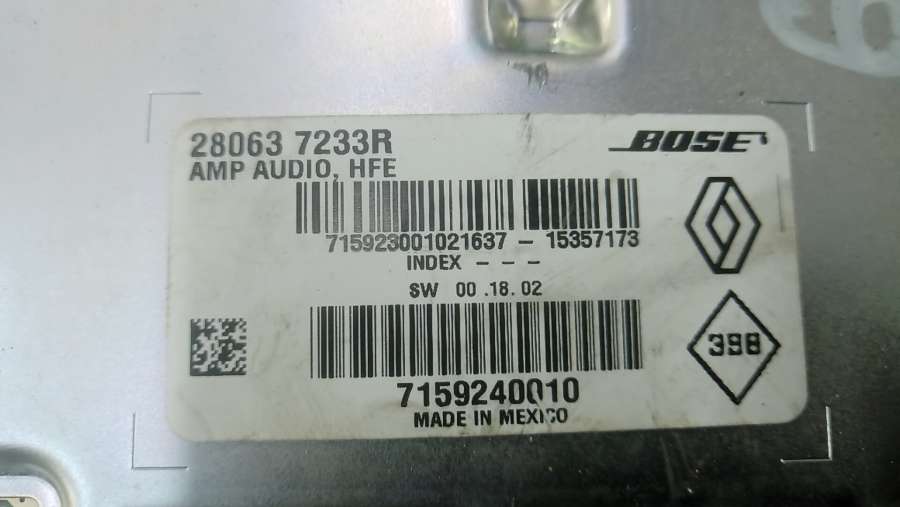 28063 7233R
BOSE
AMP AUDIO, HFE
715923001021637 - 15357173
INDEX - - -
SW 00 .18. 02
398
7159240010
MADE IN MEXICO